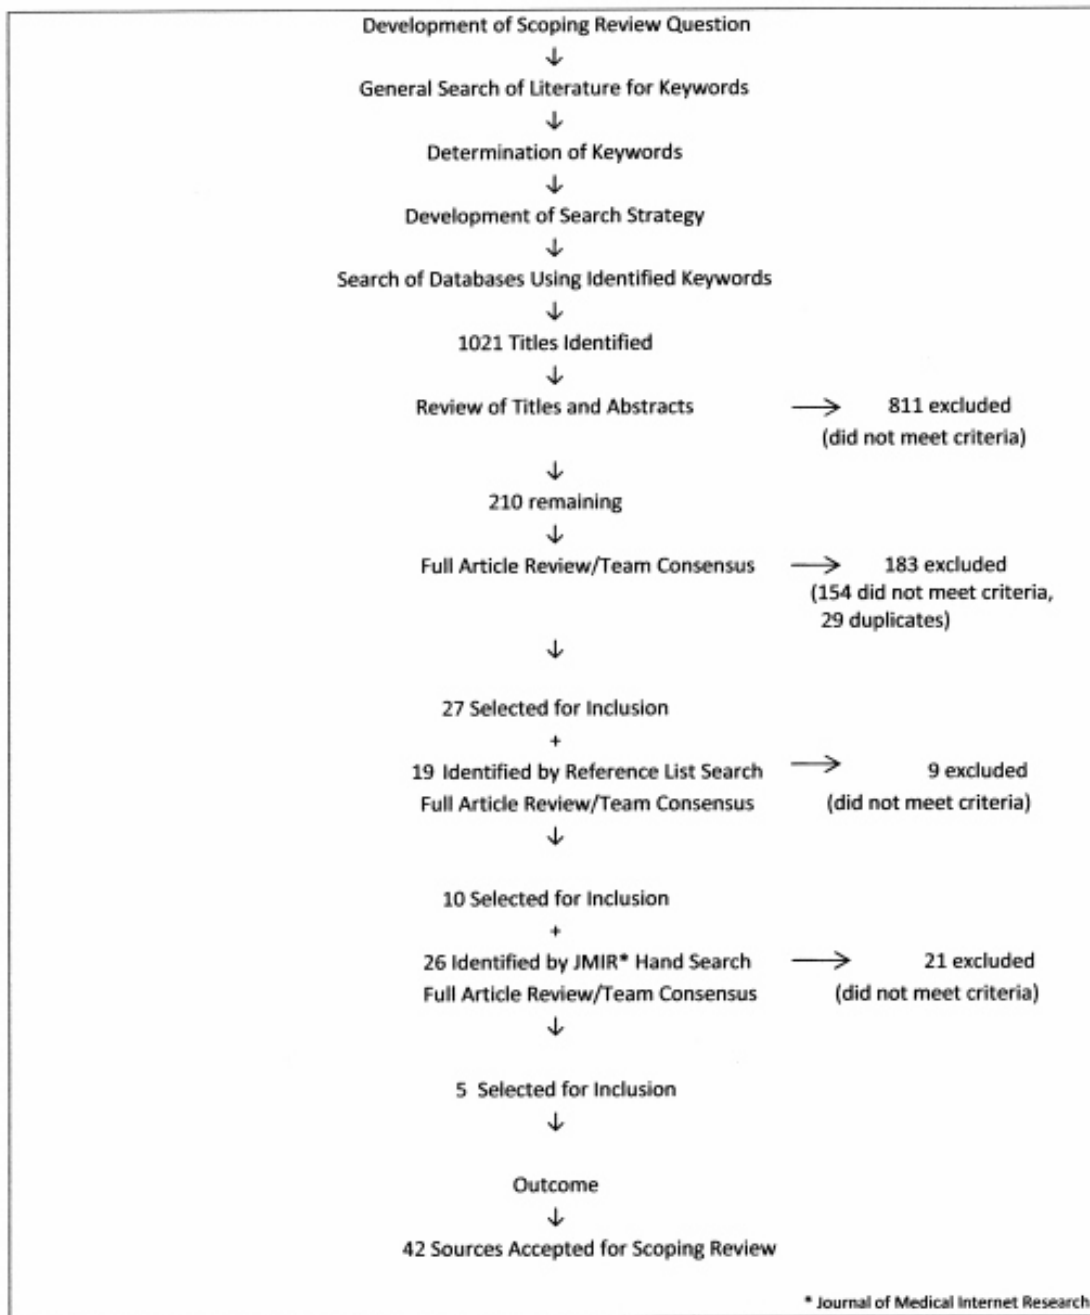 Development of Scoping Review Question
↓
General Search of Literature for Keywords
↓
Determination of Keywords
↓
Development of Search Strategy
↓
Search of Databases Using Identified Keywords
↓
1021 Titles Identified
↓
Review of Titles and Abstracts → 811 excluded
(did not meet criteria)
↓
210 remaining
↓
Full Article Review/Team Consensus → 183 excluded
(154 did not meet criteria,
29 duplicates)
↓
27 Selected for Inclusion
+
19 Identified by Reference List Search → 9 excluded
Full Article Review/Team Consensus (did not meet criteria)
↓
10 Selected for Inclusion
+
26 Identified by JMIR* Hand Search → 21 excluded
Full Article Review/Team Consensus (did not meet criteria)
↓
5 Selected for Inclusion
↓
Outcome
↓
42 Sources Accepted for Scoping Review
* Journal of Medical Internet Research